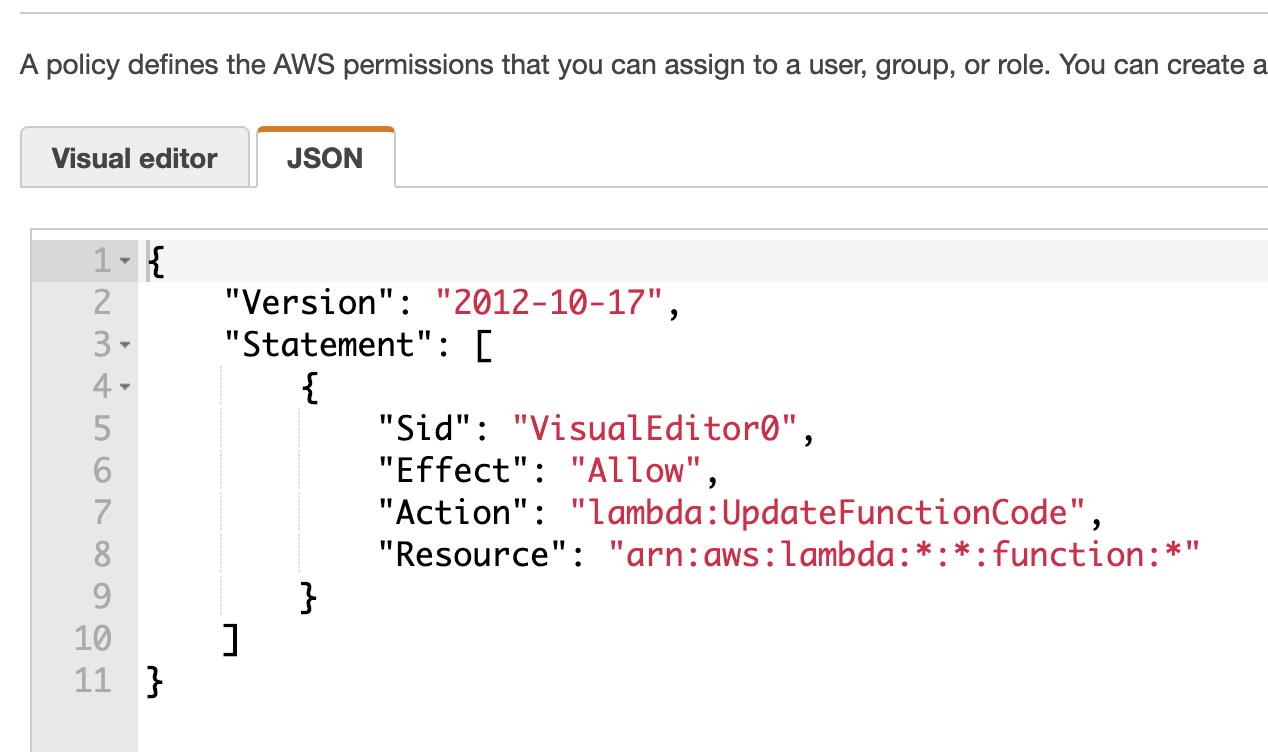 A policy defines the AWS permissions that you can assign to a user, group, or role. You can create a
Visual editor JSON
1 {
2 "Version": "2012-10-17",
3 "Statement": [
4 {
5 "Sid": "VisualEditor0",
6 "Effect": "Allow",
7 "Action": "lambda:UpdateFunctionCode",
8 "Resource": "arn:aws:lambda:*:*:function:*"
9 }
10 ]
11 }